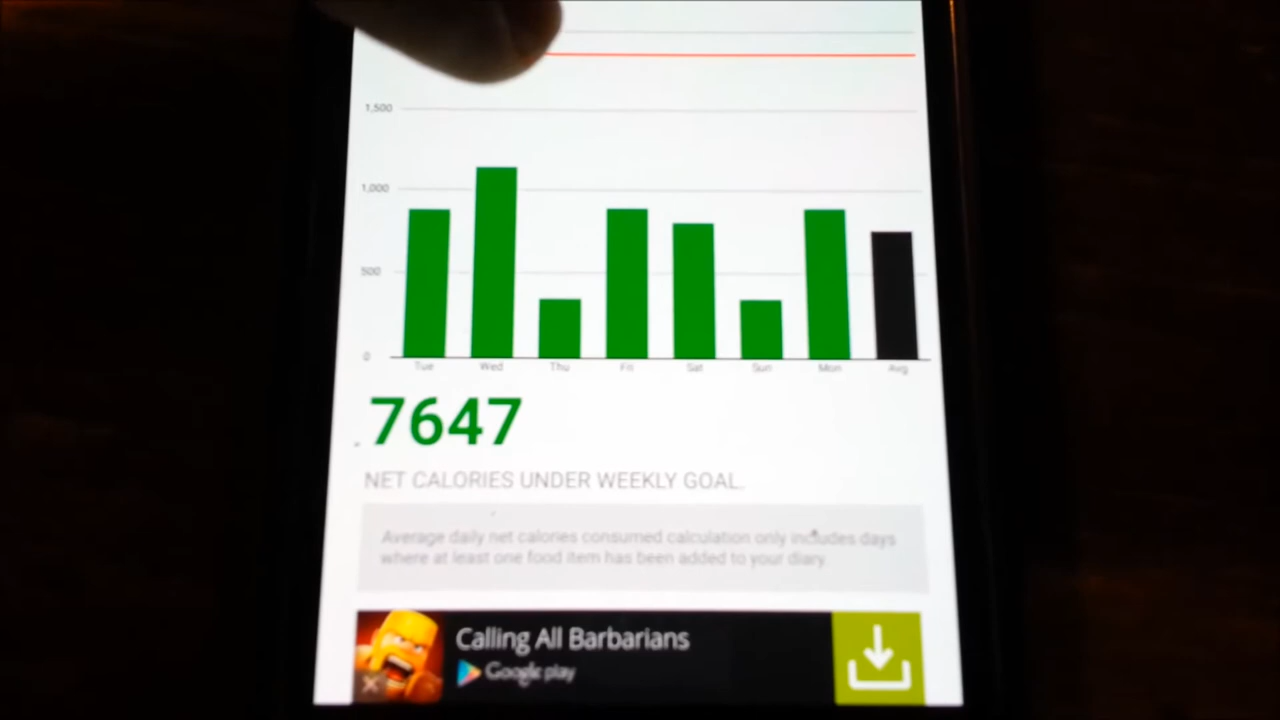 1,500
1,000
500
0
Tue Wed Thu Fri Sat Sun Mon Avg
7647
NET CALORIES UNDER WEEKLY GOAL.
Average daily net calories consumed calculation only includes days
where at least one food item has been added to your diary.
Calling All Barbarians
Google play